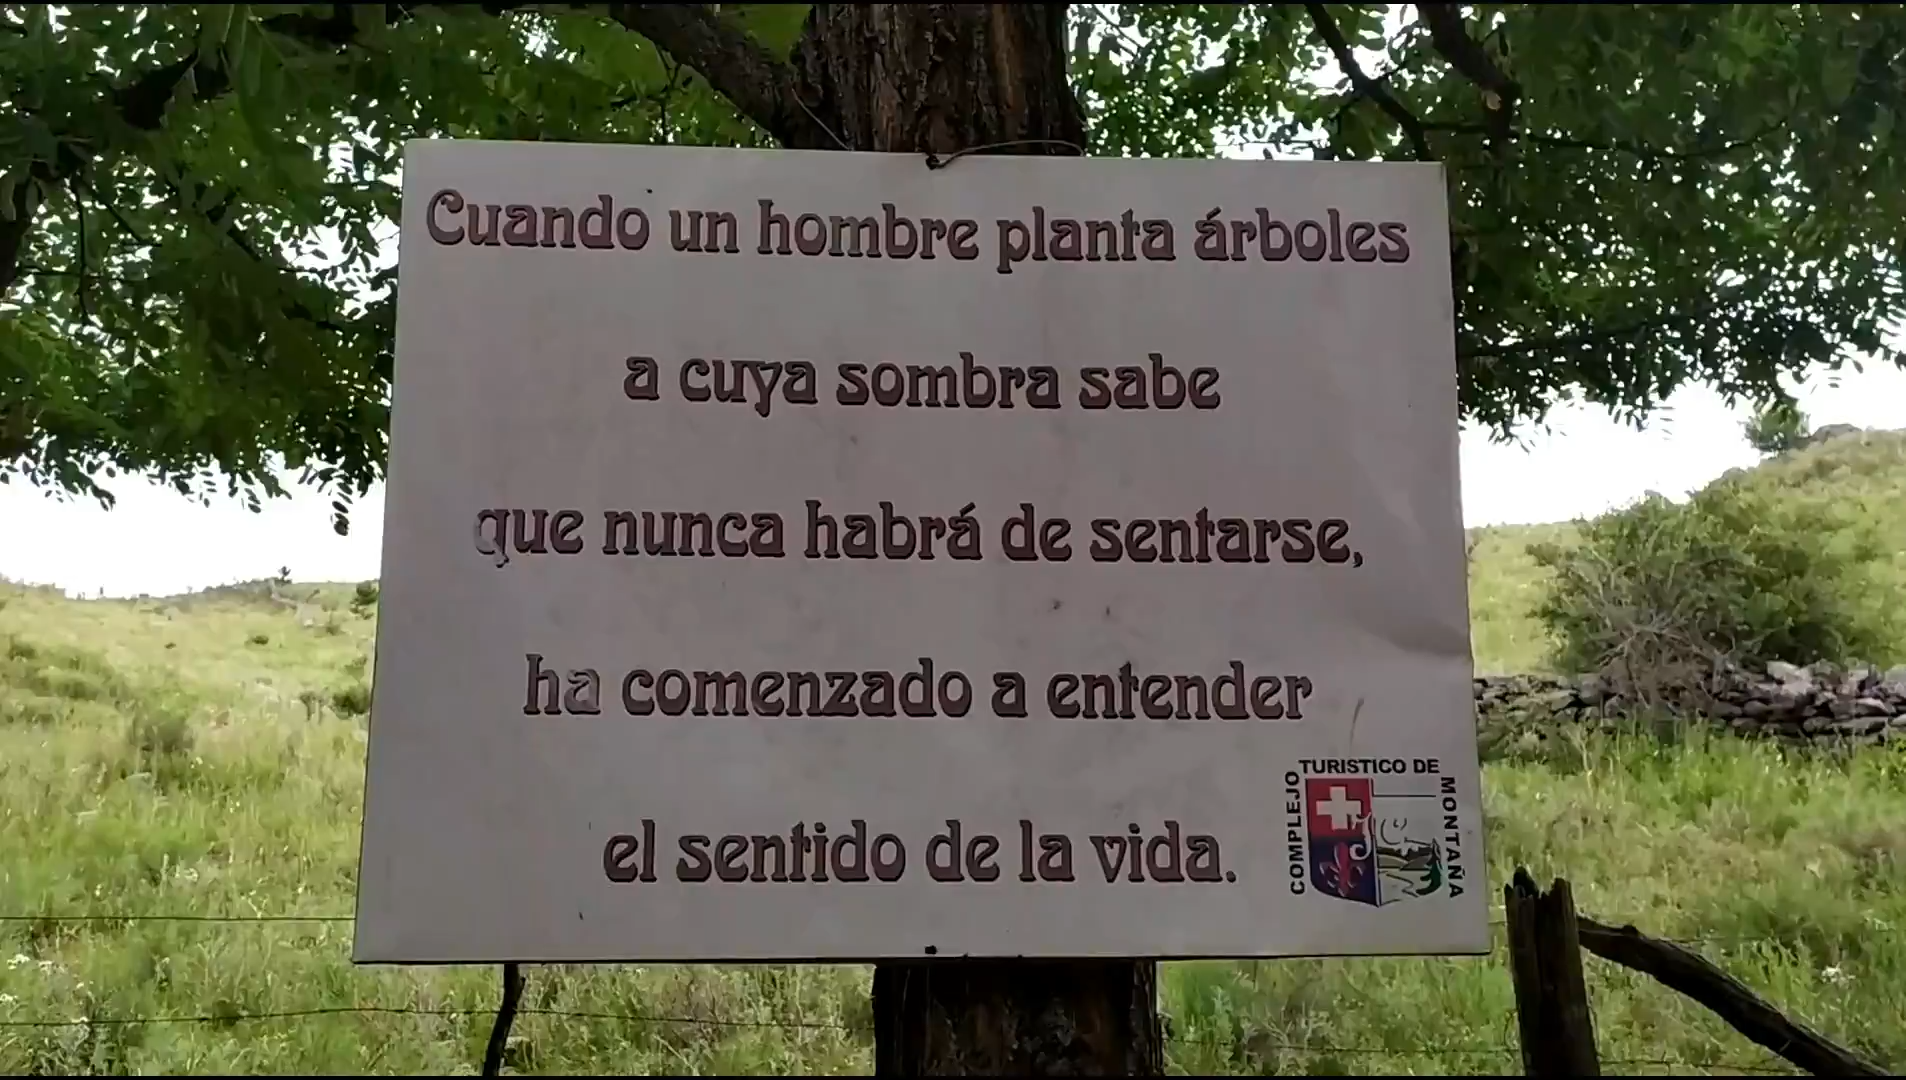 Cuando un hombre planta árboles
a cuya sombra sabe
que nunca habrá de sentarse,
ha comenzado a entender
el sentido de la vida.
COMPLEJO TURISTICO DE MONTAÑA